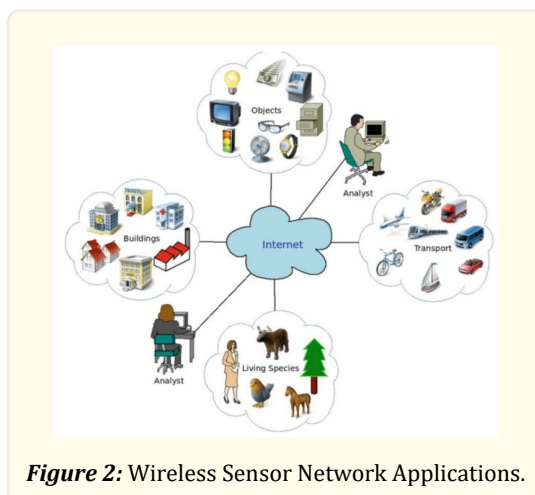 Objects
Analyst
Buildings
Internet
Transport
Analyst
Living Species
Figure 2: Wireless Sensor Network Applications.